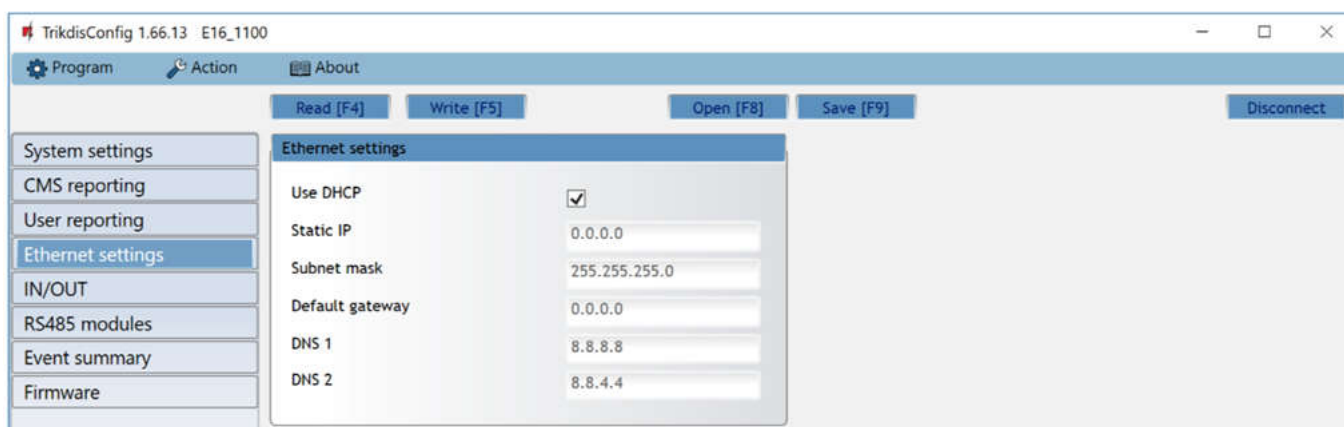 TrikdisConfig 1.66.13 E16_1100
Program Action About
Read [F4] Write [F5] Open [F8] Save [F9] Disconnect
System settings
CMS reporting
User reporting
Ethernet settings
IN/OUT
RS485 modules
Event summary
Firmware
Ethernet settings
Use DHCP
Static IP 0.0.0.0
Subnet mask 255.255.255.0
Default gateway 0.0.0.0
DNS 1 8.8.8.8
DNS 2 8.8.4.4